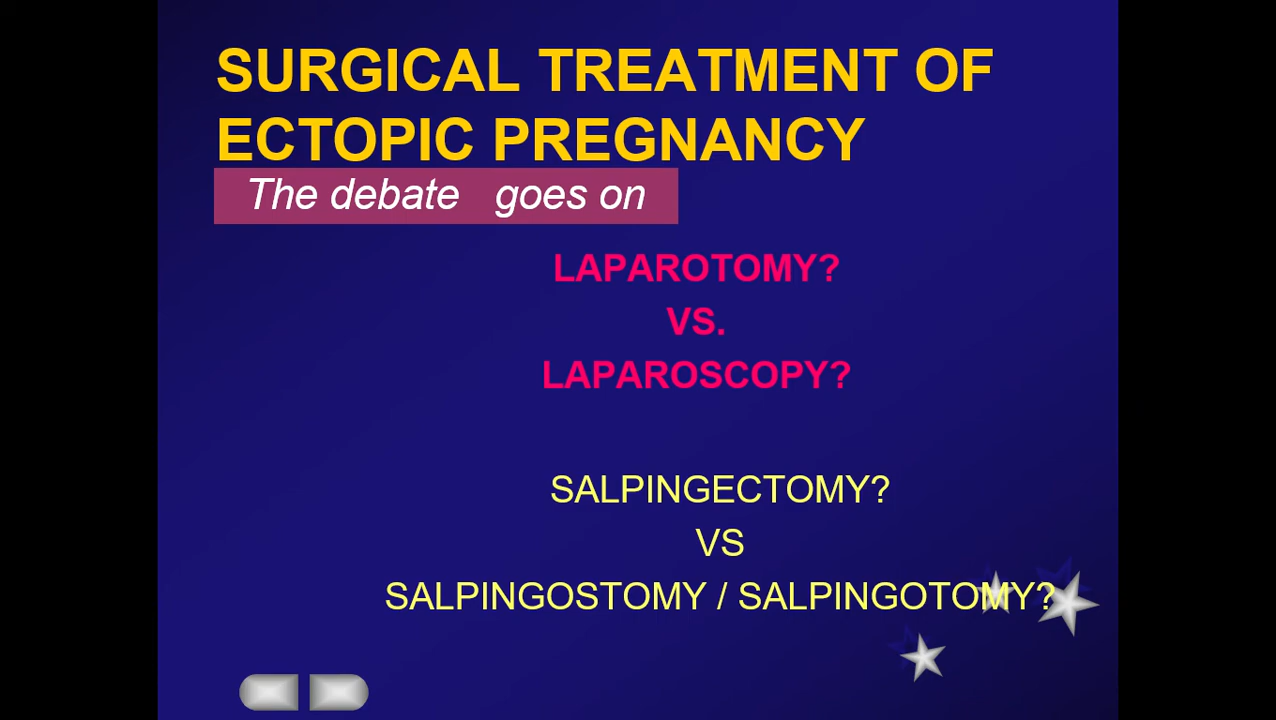 SURGICAL TREATMENT OF
ECTOPIC PREGNANCY
The debate goes on
LAPAROTOMY?
VS.
LAPAROSCOPY?
SALPINGECTOMY?
VS
SALPINGOSTOMY / SALPINGOTOMY?